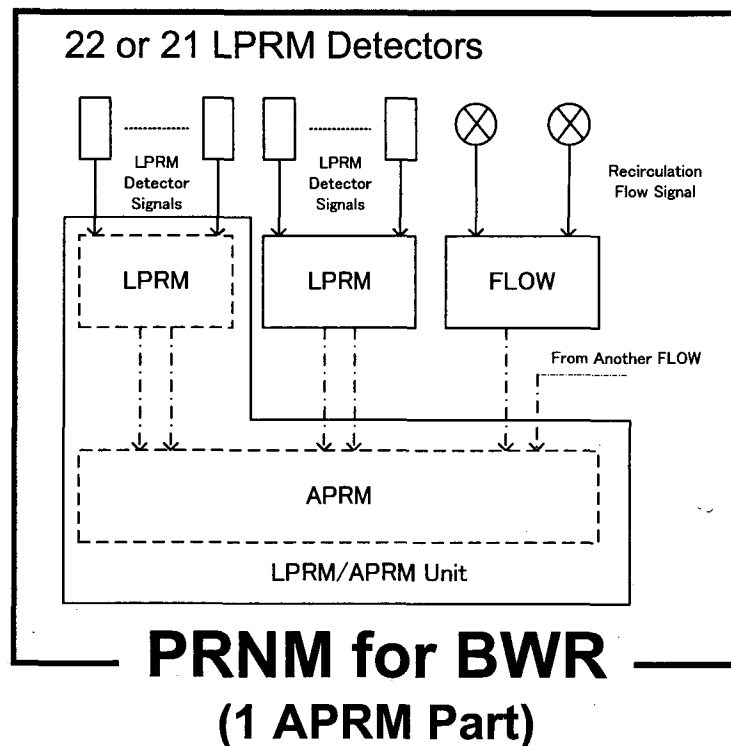 22 or 21 LPRM Detectors
LPRM
Detector
Signals
LPRM
Detector
Signals
Recirculation
Flow Signal
LPRM
LPRM
FLOW
From Another FLOW
APRM
LPRM/APRM Unit
PRNM for BWR
(1 APRM Part)